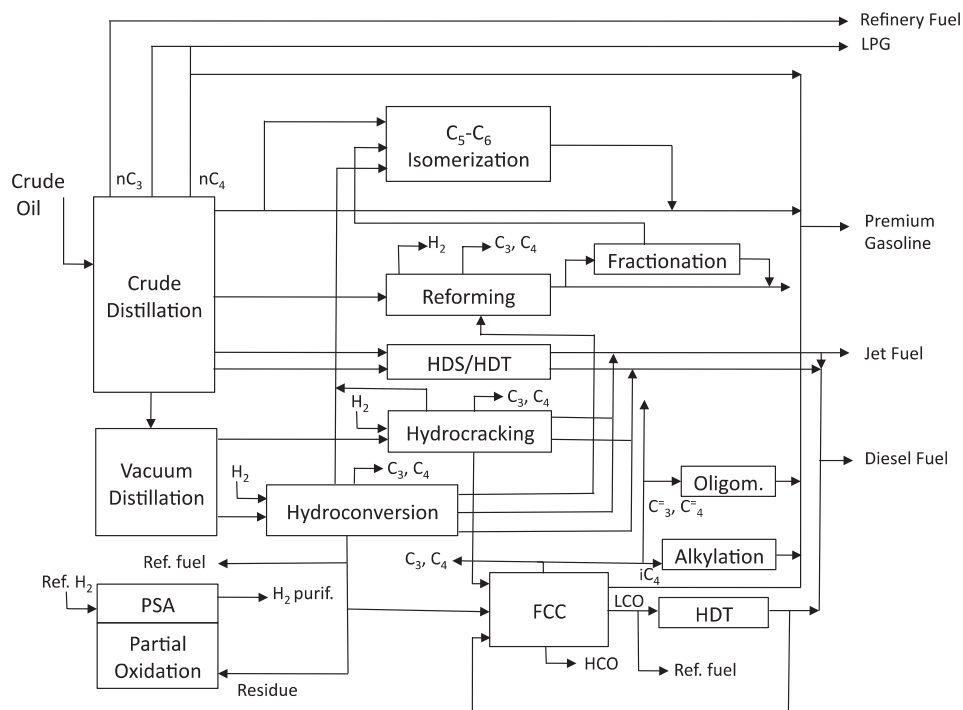 Refinery Fuel
LPG
C₅-C₆
Isomerization
nC₃
nC₄
Crude
Oil
Premium
Gasoline
H₂
C₃, C₄
Fractionation
Crude
Distillation
Reforming
Jet Fuel
HDS/HDT
H₂
C₃, C₄
Hydrocracking
Vacuum
Distillation
H₂
C₃, C₄
Diesel Fuel
Oligom.
Hydroconversion
C⁼₃, C⁼₄
Ref. fuel
C₃, C₄
Alkylation
iC₄
Ref. H₂
PSA
H₂ purif.
FCC
LCO
HDT
Partial
Oxidation
HCO
Ref. fuel
Residue